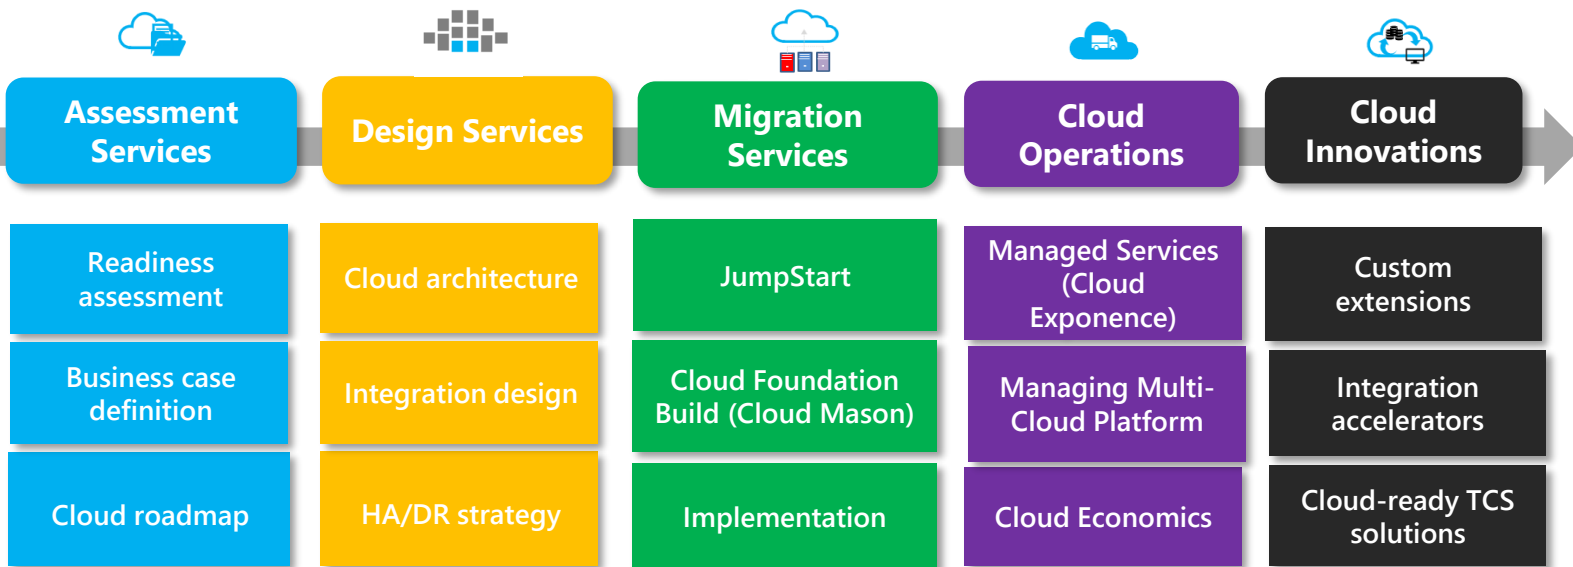 Assessment
Services
Design Services
Migration
Services
Cloud
Operations
Cloud
Innovations
Readiness
assessment
Business case
definition
Cloud roadmap
Cloud architecture
Integration design
HA/DR strategy
JumpStart
Cloud Foundation
Build (Cloud Mason)
Implementation
Managed Services
(Cloud
Exponence)
Managing Multi-
Cloud Platform
Cloud Economics
Custom
extensions
Integration
accelerators
Cloud-ready TCS
solutions